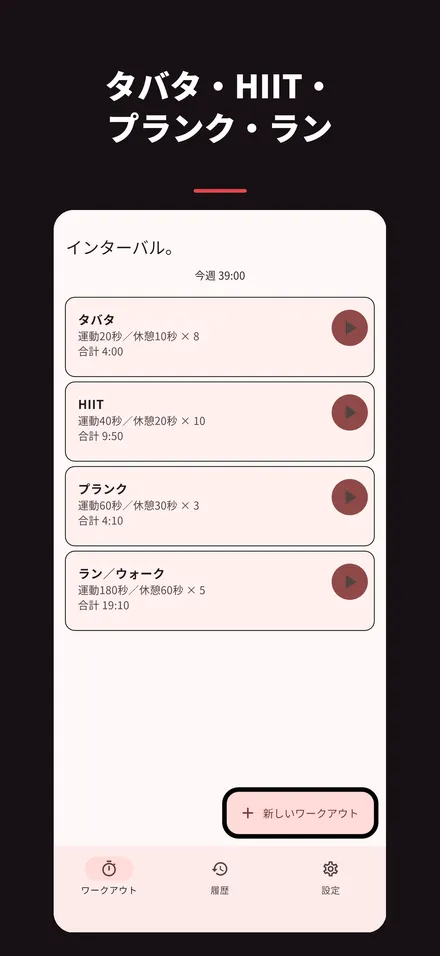 タバタ・HIIT・
プランク・ラン
インターバル。
今週 39:00
タバタ
運動20秒／休憩10秒 × 8
合計 4:00
HIIT
運動40秒／休憩20秒 × 10
合計 9:50
プランク
運動60秒／休憩30秒 × 3
合計 4:10
ラン／ウォーク
運動180秒／休憩60秒 × 5
合計 19:10
新しいワークアウト
ワークアウト
履歴
設定